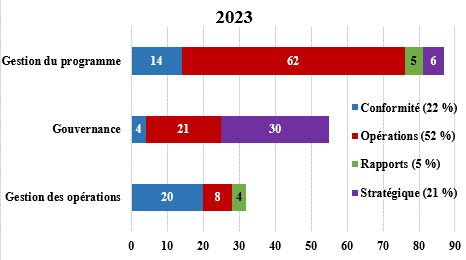 2023
Gestion du programme
14 62 5 6
Gouvernance
4 21 30
Gestion des opérations
20 8 4
Conformité (22 %)
Opérations (52 %)
Rapports (5 %)
Stratégique (21 %)
0 10 20 30 40 50 60 70 80 90